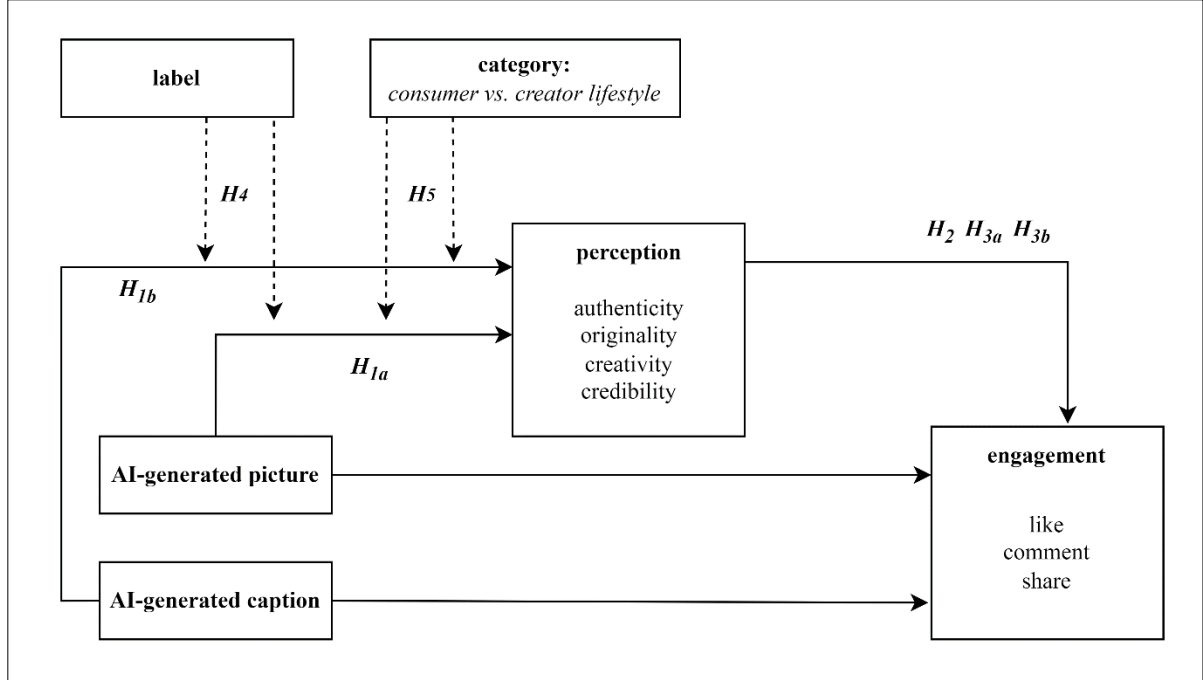 label
category:
consumer vs. creator lifestyle
H4
H5
H2 H3a H3b
perception
authenticity
originality
creativity
credibility
H1b
H1a
AI-generated picture
engagement
like
comment
share
AI-generated caption